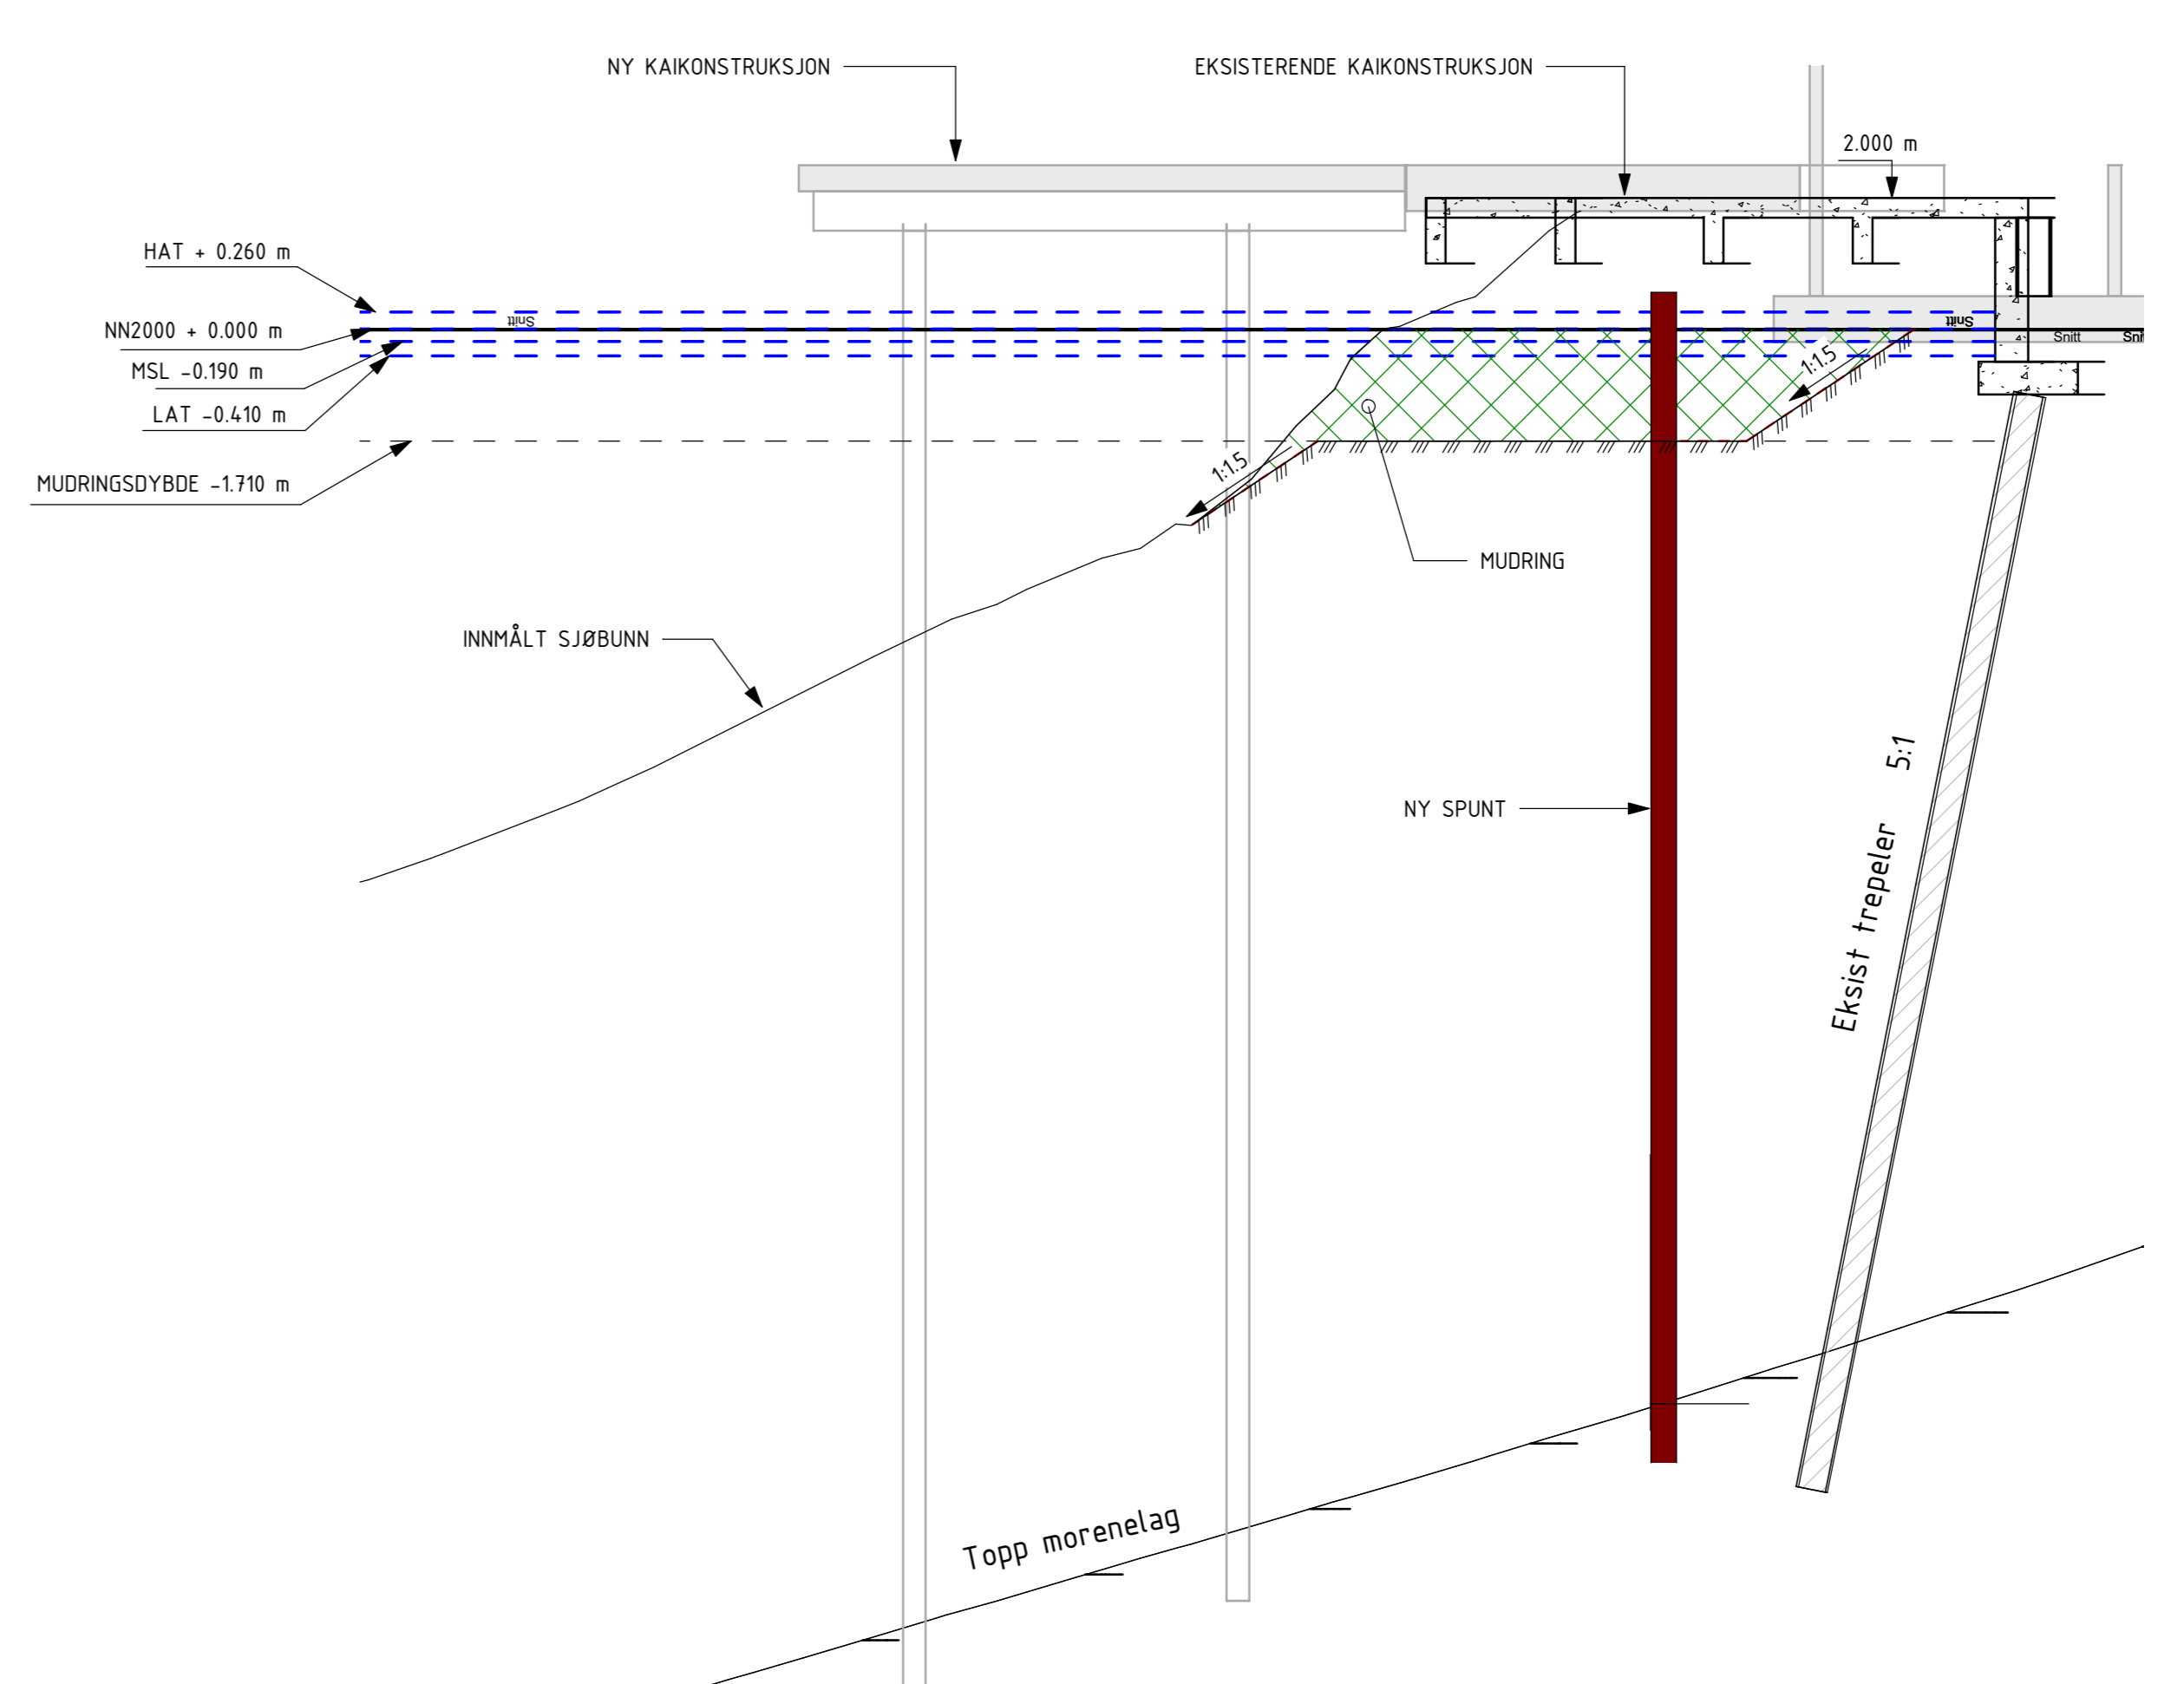 NY KAIKONSTRUKSJON
EKSISTERENDE KAIKONSTRUKSJON
2.000 m
HAT + 0.260 m
NN2000 + 0.000 m
MSL -0.190 m
LAT -0.410 m
MUDRINGSDYBDE -1.710 m
Snitt
Snitt
Snitt
Snit
1:1.5
1:1.5
MUDRING
INNMÅLT SJØBUNN
NY SPUNT
Eksist trepeler 5:1
Topp morenelag